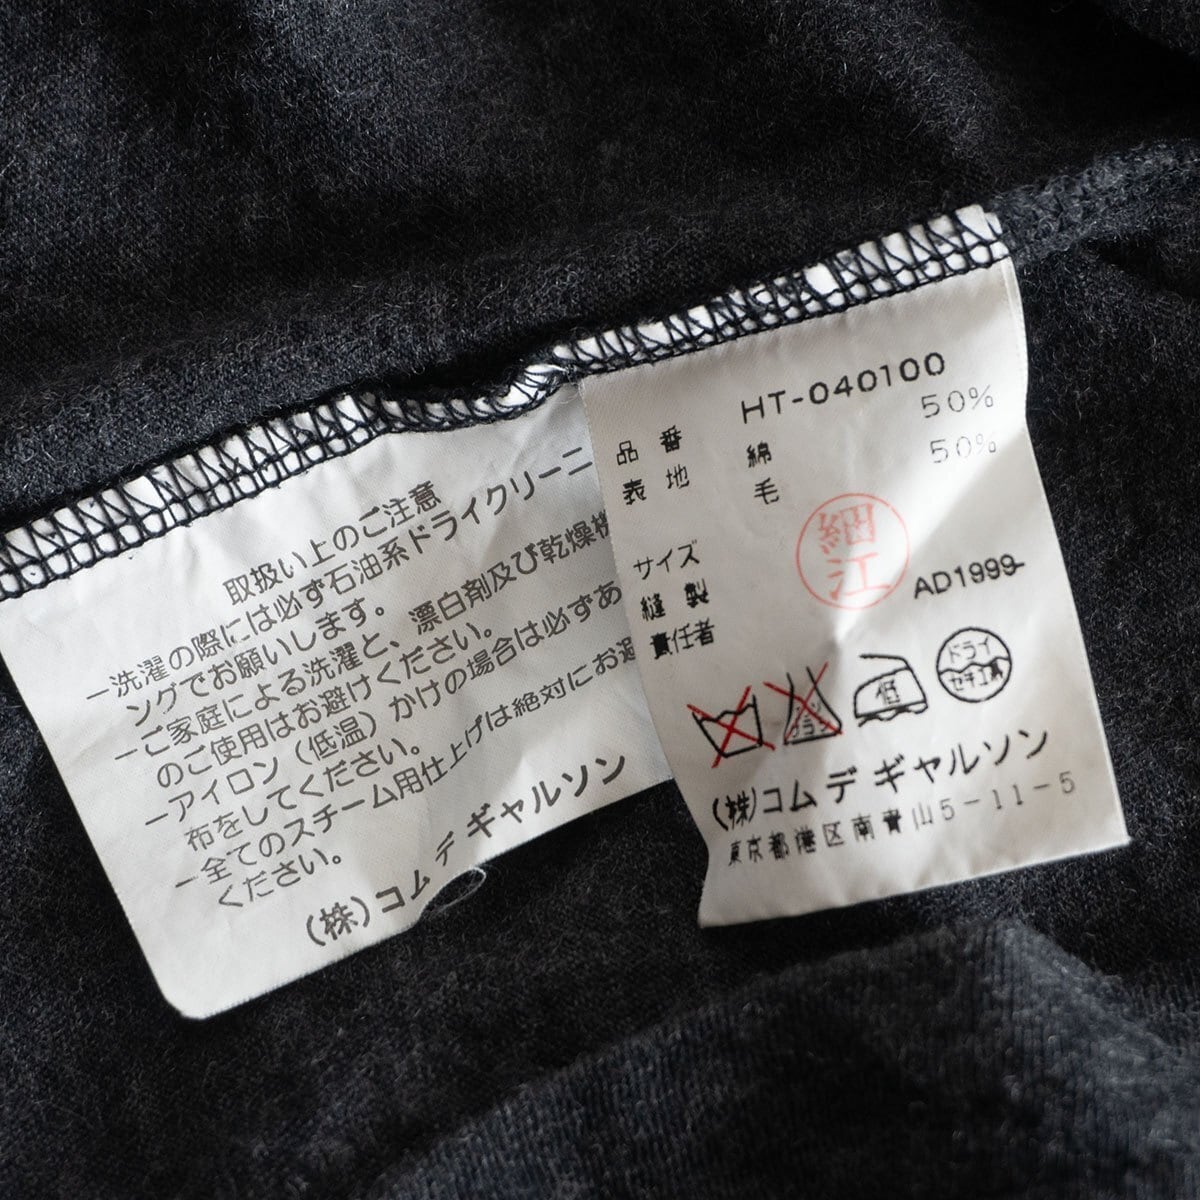 取扱い上のご注意
ー洗濯の際には必ず石油系ドライクリーニ
ングでお願いします。
ーご家庭による洗濯と、漂白剤及び乾燥機
のご使用はお避けください。
ーアイロン(低温)かけの場合は必ずあ
布をしてください。
ー全てのスチーム用仕上げは絶対にお避
ください。
(株)コム デ ギャルソン
品番 HT-040100
表地 綿 50%
毛 50%
サイズ
縫製
責任者
細江
AD1999
低
ドライ
セキユ系
(株)コム デ ギャルソン
東京都港区南青山5-11-5